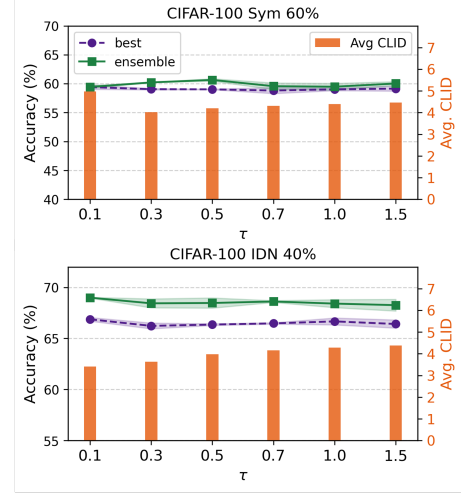 CIFAR-100 Sym 60%
best
ensemble
Avg CLID
Accuracy (%)
70
65
60
55
50
45
40
7
6
5
4
3
2
1
0
Avg. CLID
0.1 0.3 0.5 0.7 1.0 1.5
τ
CIFAR-100 IDN 40%
Accuracy (%)
70
65
60
55
7
6
5
4
3
2
1
0
Avg. CLID
0.1 0.3 0.5 0.7 1.0 1.5
τ